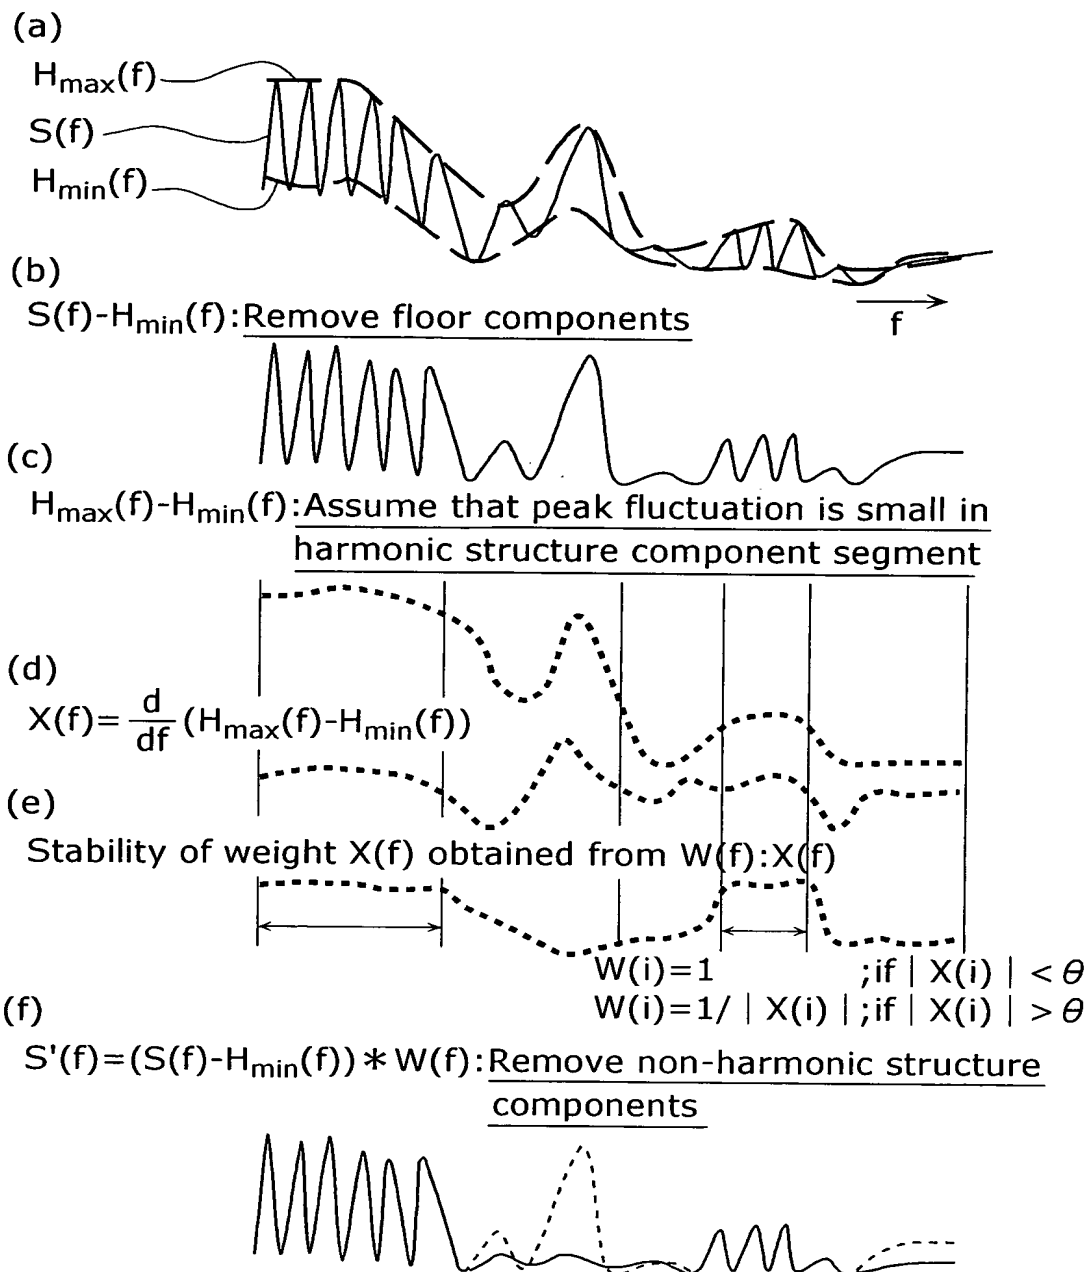 (a)
Hmax(f)
S(f)
Hmin(f)
(b)
f
S(f)-Hmin(f):Remove floor components
(c)
Hmax(f)-Hmin(f):Assume that peak fluctuation is small in
harmonic structure component segment
(d)
X(f)= d/df (Hmax(f)-Hmin(f))
(e)
Stability of weight X(f) obtained from W(f):X(f)
W(i)=1 ;if | X(i) | < θ
W(i)=1/ | X(i) | ;if | X(i) | > θ
(f)
S'(f)=(S(f)-Hmin(f))*W(f):Remove non-harmonic structure
components